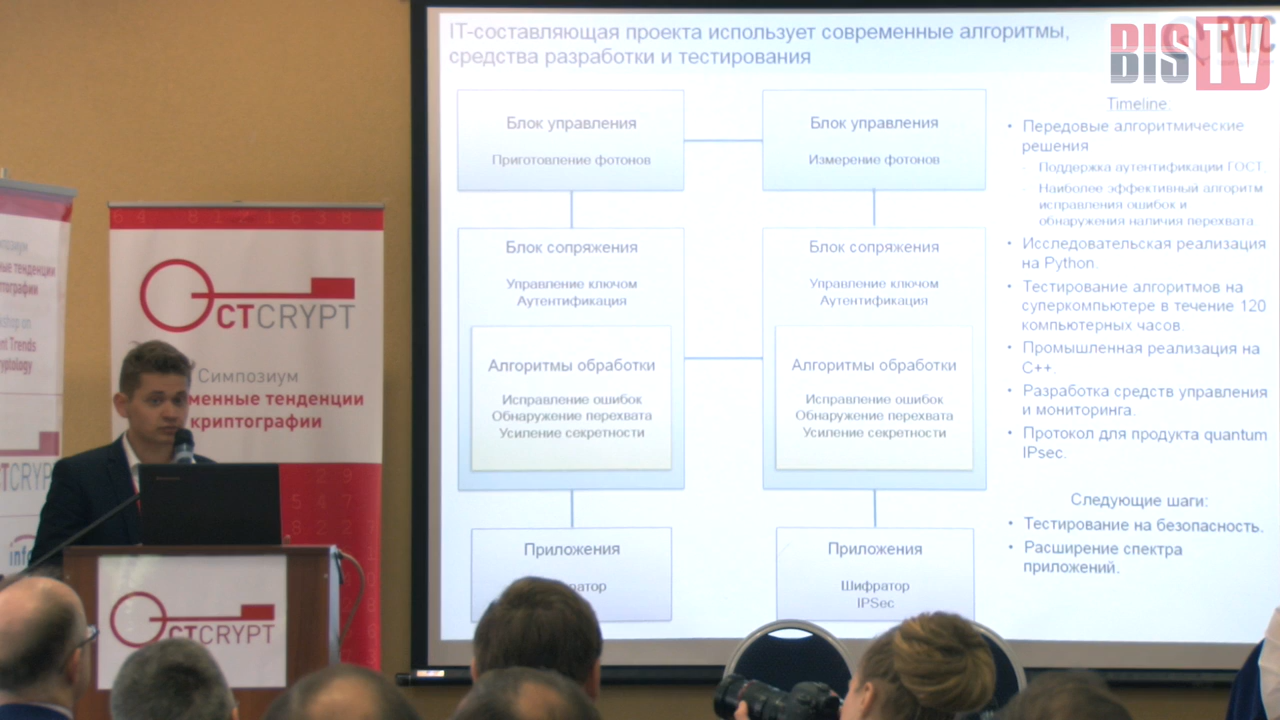 IT-составляющая проекта использует современные алгоритмы,
средства разработки и тестирования
BIS TV
Блок управления
Приготовление фотонов
Блок управления
Измерение фотонов
Блок сопряжения
Управление ключом
Аутентификация
Алгоритмы обработки
Исправление ошибок
Обнаружение перехвата
Усиление секретности
Блок сопряжения
Управление ключом
Аутентификация
Алгоритмы обработки
Исправление ошибок
Обнаружение перехвата
Усиление секретности
Приложения
Приложения
Шифратор
IPSec
Timeline:
• Передовые алгоритмические
решения
- Поддержка аутентификации ГОСТ.
- Наиболее эффективный алгоритм
исправления ошибок и
обнаружения наличия перехвата
• Исследовательская реализация
на Python.
• Тестирование алгоритмов на
суперкомпьютере в течение 120
компьютерных часов.
• Промышленная реализация на
C++.
• Разработка средств управления
и мониторинга.
• Протокол для продукта quantum
IPsec.
Следующие шаги:
• Тестирование на безопасность.
• Расширение спектра
приложений.
CTCRYPT
Симпозиум
менные тенденции
криптографии
CTCRYPT
ные тенденции
nt Trends
CTCRYPT